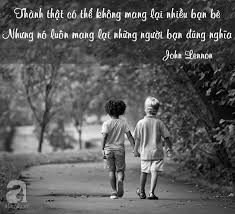 Thành thật có thể không mang lại nhiều bạn bè
Nhưng nó luôn mang lại những người bạn đúng nghĩa
John Lennon
a